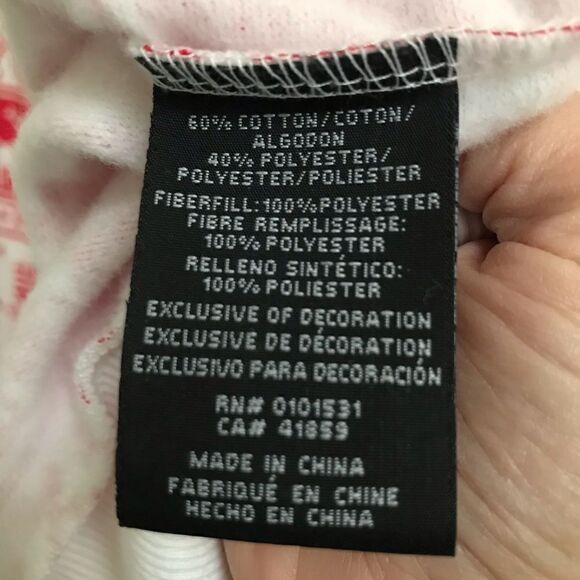 60% COTTON/COTON/
ALGODON
40% POLYESTER/
POLYESTER/POLIESTER
FIBERFILL:100%POLYESTER
FIBRE REMPLISSAGE:
100% POLYESTER
RELLENO SINTÉTICO:
100% POLIESTER
EXCLUSIVE OF DECORATION
EXCLUSIVE DE DÉCORATION
EXCLUSIVO PARA DECORACIÓN
RN# 0101531
CA# 41859
MADE IN CHINA
FABRIQUÉ EN CHINE
HECHO EN CHINA